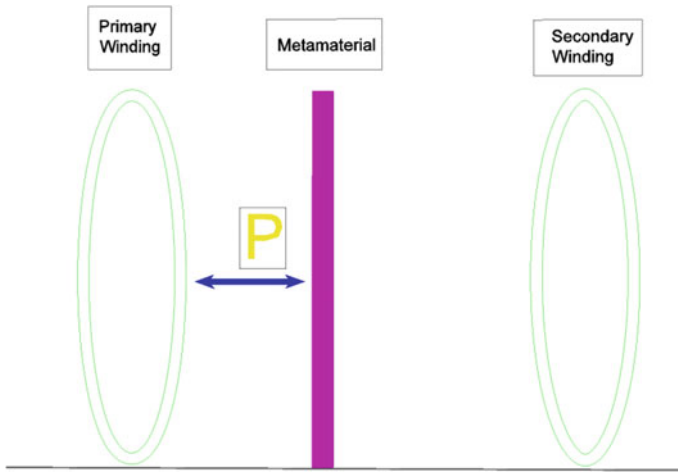 Primary
Winding
Metamaterial
Secondary
Winding
P